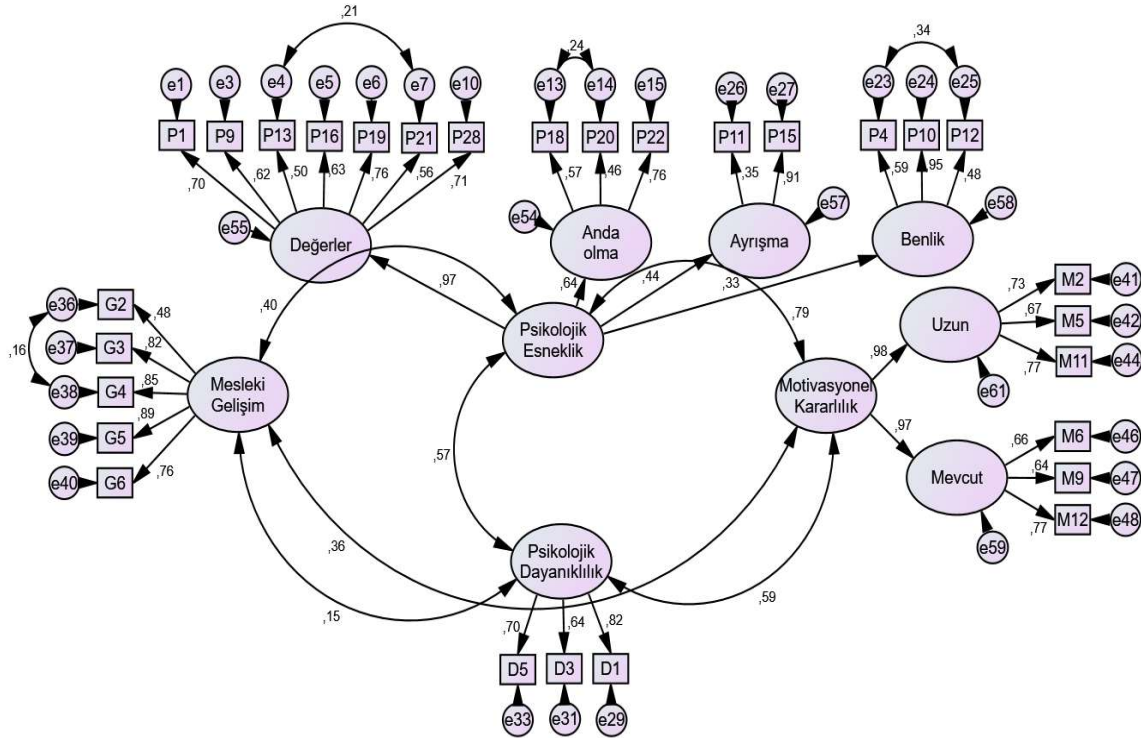 ,21
,24
,34
e1
e3
e4
e5
e6
e7
e10
e13
e14
e15
e26
e27
e23
e24
e25
P1
P9
P13
P16
P19
P21
P28
P18
P20
P22
P11
P15
P4
P10
P12
,70
,62
,50
,63
,76
,56
,71
,57
,46
,76
,35
,91
,59
,95
,48
e55
Değerler
e54
Anda
olma
Ayrışma
e57
Benlik
e58
,40
,97
,64
,44
,33
,79
e36
G2
,48
e37
G3
,82
,16
e38
G4
,85
e39
G5
,89
e40
G6
,76
Mesleki
Gelişim
Psikolojik
Esneklik
Motivasyonel
Kararlılık
,98
,97
Uzun
,73
M2
e41
,67
M5
e42
,77
M11
e44
e61
Mevcut
,66
M6
e46
,64
M9
e47
,77
M12
e48
e59
,57
,36
,15
,59
Psikolojik
Dayanıklılık
,70
,64
,82
D5
D3
D1
e33
e31
e29